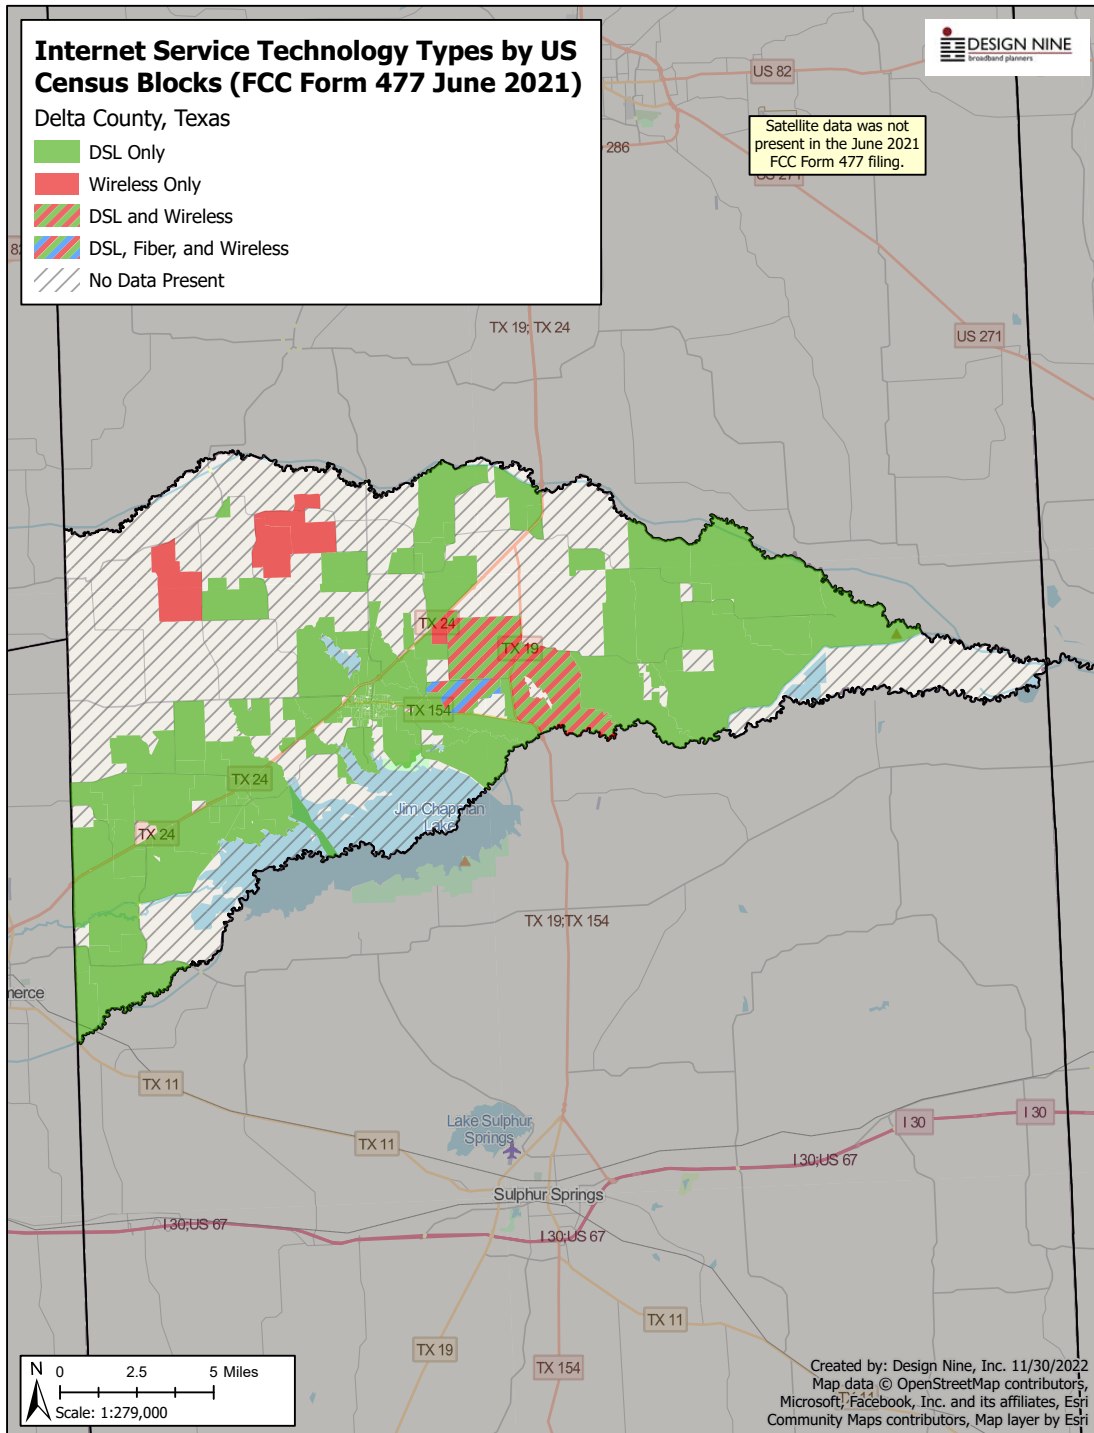 Internet Service Technology Types by US
Census Blocks (FCC Form 477 June 2021)
Delta County, Texas
DSL Only
Wireless Only
DSL and Wireless
DSL, Fiber, and Wireless
No Data Present
DESIGN NINE
broadband planners
US 82
Satellite data was not
present in the June 2021
FCC Form 477 filing.
286
US 271
82
TX 19; TX 24
US 271
TX 24
TX 19
TX 154
TX 24
Jim Chapman
Lake
TX 24
TX 19;TX 154
merce
TX 11
Lake Sulphur
Springs
I 30
I 30
TX 11
I 30;US 67
Sulphur Springs
I 30;US 67
I 30;US 67
TX 11
TX 19
TX 154
TX 11
N
0 2.5 5 Miles
Scale: 1:279,000
Created by: Design Nine, Inc. 11/30/2022
Map data © OpenStreetMap contributors,
Microsoft, Facebook, Inc. and its affiliates, Esri
Community Maps contributors, Map layer by Esri